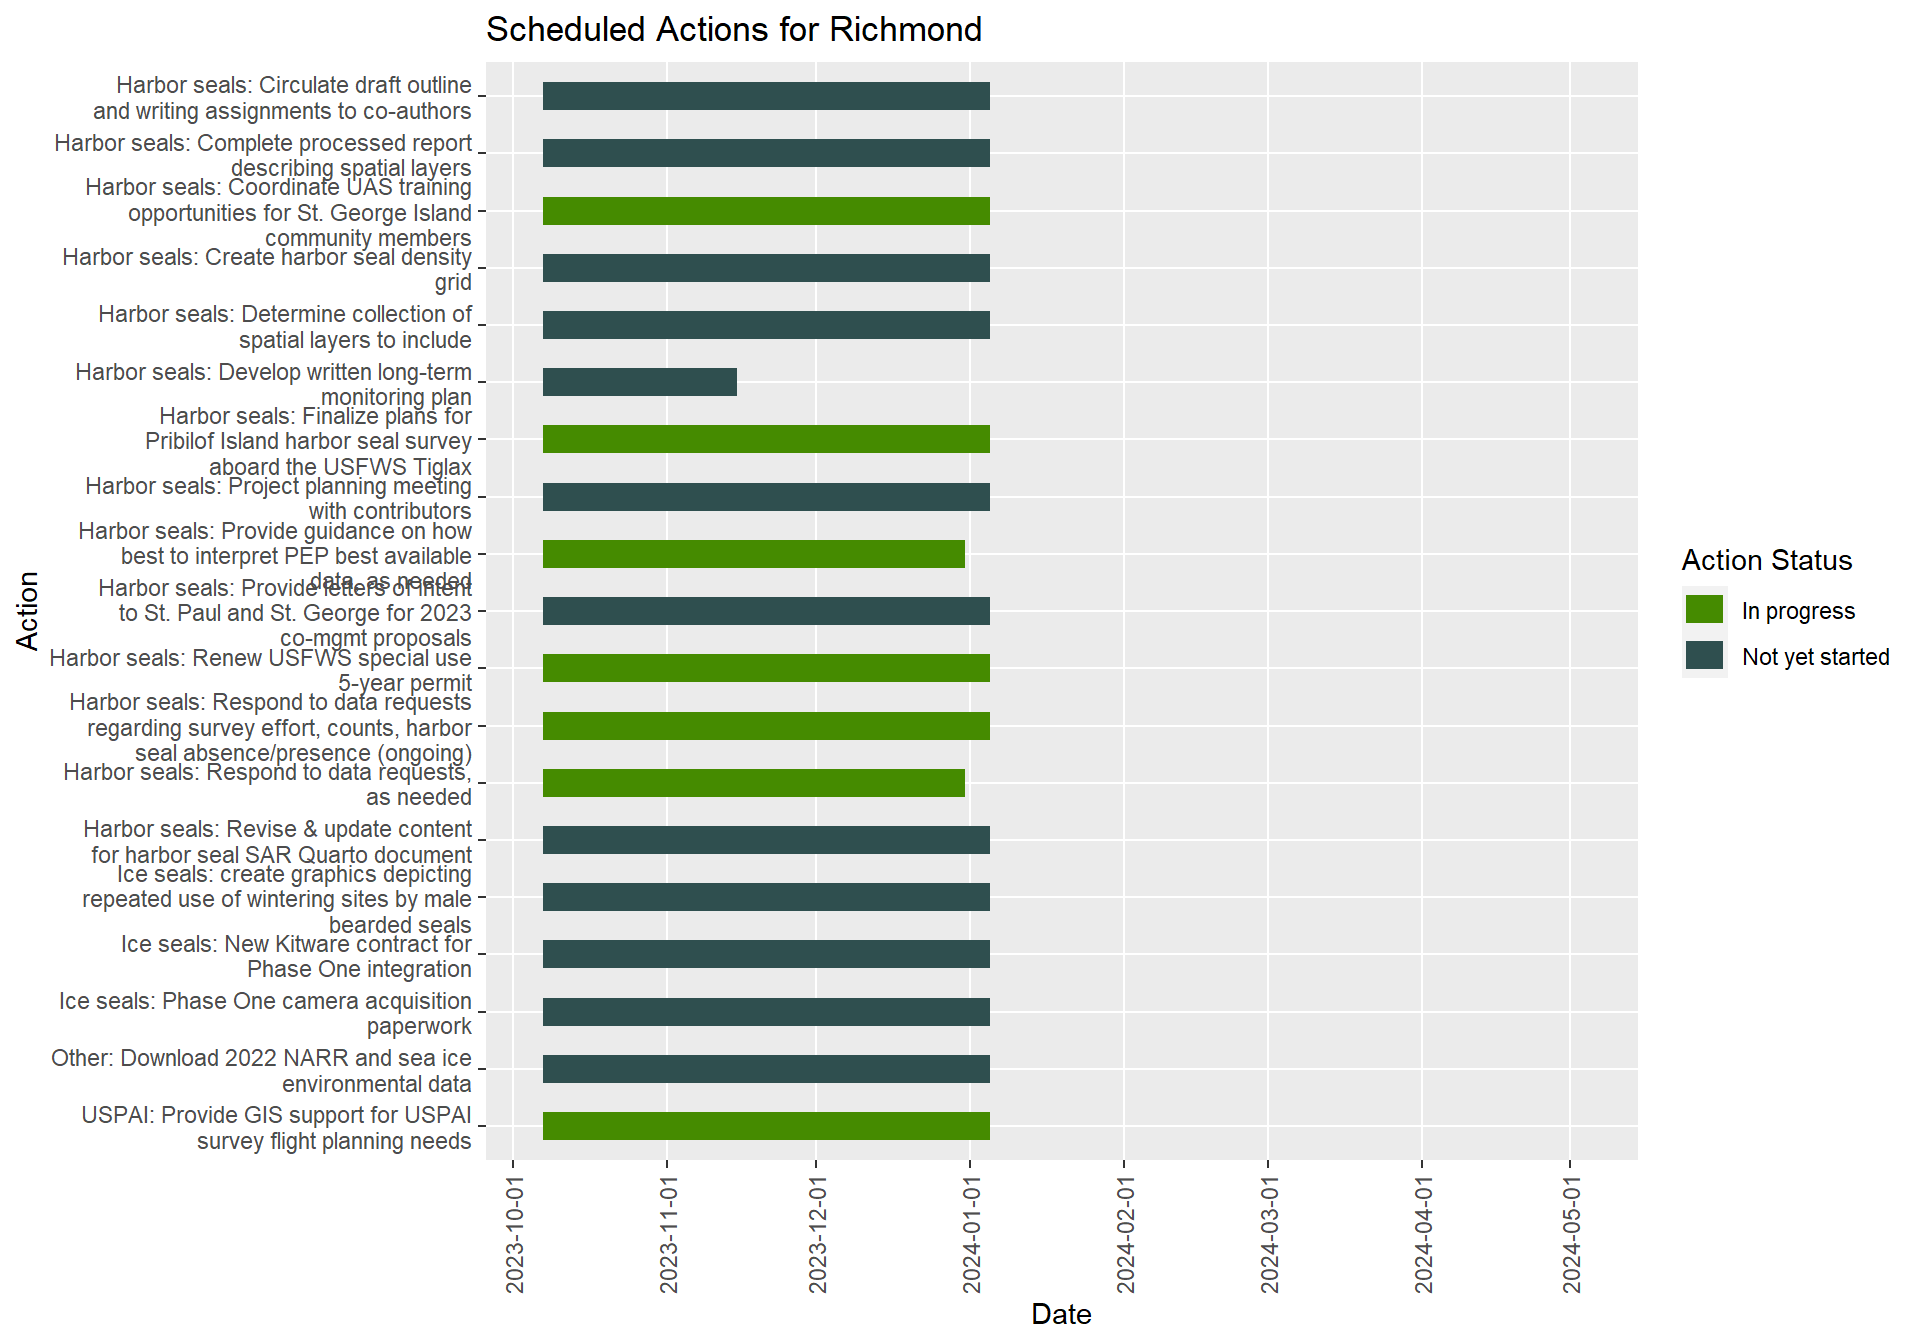 Scheduled Actions for Richmond
Harbor seals: Circulate draft outline
and writing assignments to co-authors
Harbor seals: Complete processed report
describing spatial layers
Harbor seals: Coordinate UAS training
opportunities for St. George Island
community members
Harbor seals: Create harbor seal density
grid
Harbor seals: Determine collection of
spatial layers to include
Harbor seals: Develop written long-term
monitoring plan
Harbor seals: Finalize plans for
Pribilof Island harbor seal survey
aboard the USFWS Tiglax
Harbor seals: Project planning meeting
with contributors
Harbor seals: Provide guidance on how
best to interpret PEP best available
data, as needed
Harbor seals: Provide letters of intent
to St. Paul and St. George for 2023
co-mgmt proposals
Harbor seals: Renew USFWS special use
5-year permit
Harbor seals: Respond to data requests
regarding survey effort, counts, harbor
seal absence/presence (ongoing)
Harbor seals: Respond to data requests,
as needed
Harbor seals: Revise & update content
for harbor seal SAR Quarto document
Ice seals: create graphics depicting
repeated use of wintering sites by male
bearded seals
Ice seals: New Kitware contract for
Phase One integration
Ice seals: Phase One camera acquisition
paperwork
Other: Download 2022 NARR and sea ice
environmental data
USPAI: Provide GIS support for USPAI
survey flight planning needs
Action
2023-10-01
2023-11-01
2023-12-01
2024-01-01
2024-02-01
2024-03-01
2024-04-01
2024-05-01
Date
Action Status
In progress
Not yet started